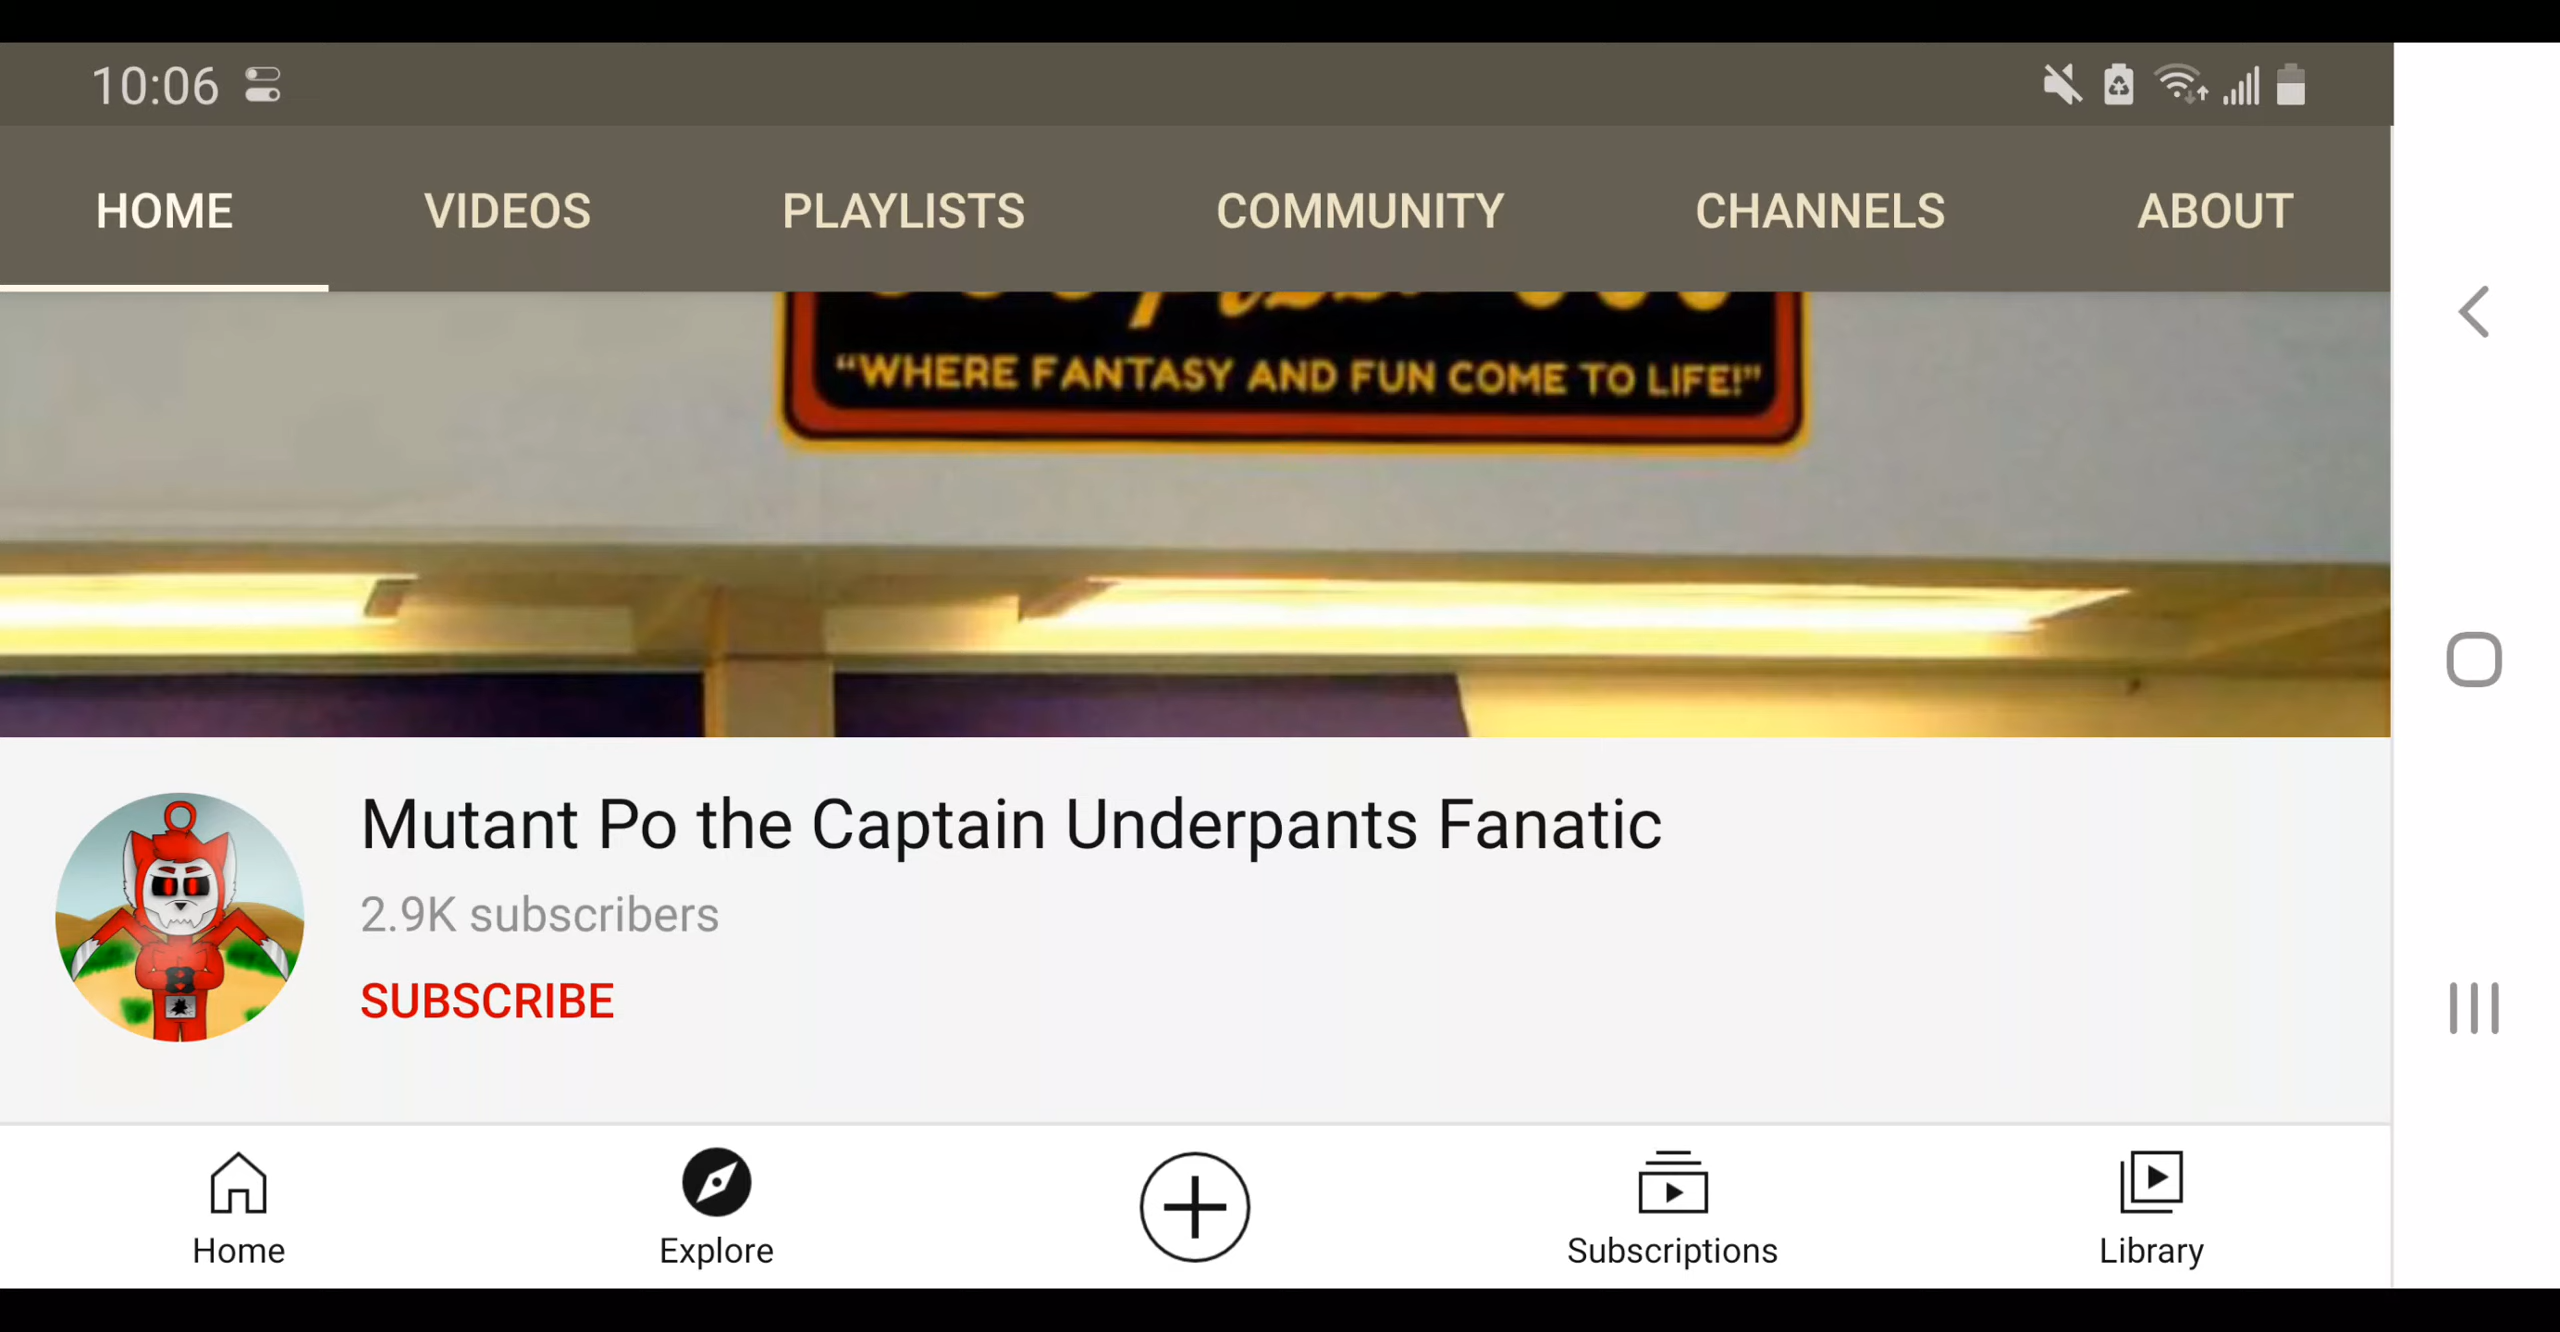 10:06
HOME VIDEOS PLAYLISTS COMMUNITY CHANNELS ABOUT
“WHERE FANTASY AND FUN COME TO LIFE!”
Mutant Po the Captain Underpants Fanatic
2.9K subscribers
SUBSCRIBE
Home Explore Subscriptions Library